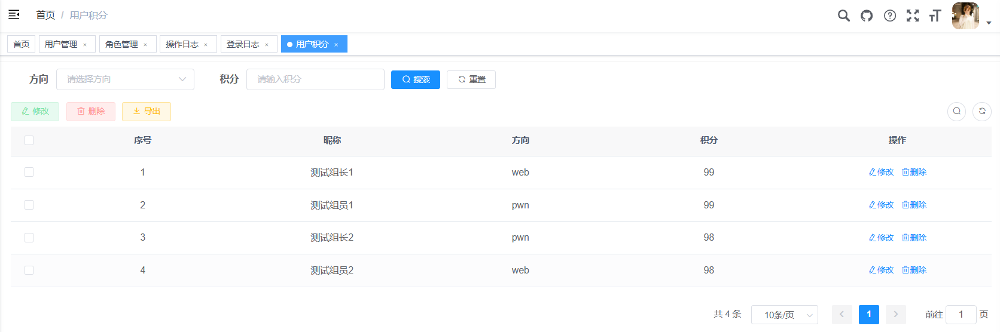 首页 / 用户积分
首页 用户管理 × 角色管理 × 操作日志 × 登录日志 × 用户积分 ×
方向 请选择方向 积分 请输入积分 搜索 重置
修改 删除 导出
序号 昵称 方向 积分 操作
1 测试组长1 web 99 修改 删除
2 测试组员1 pwn 99 修改 删除
3 测试组长2 pwn 98 修改 删除
4 测试组员2 web 98 修改 删除
共 4 条 10条/页 1 前往 1 页